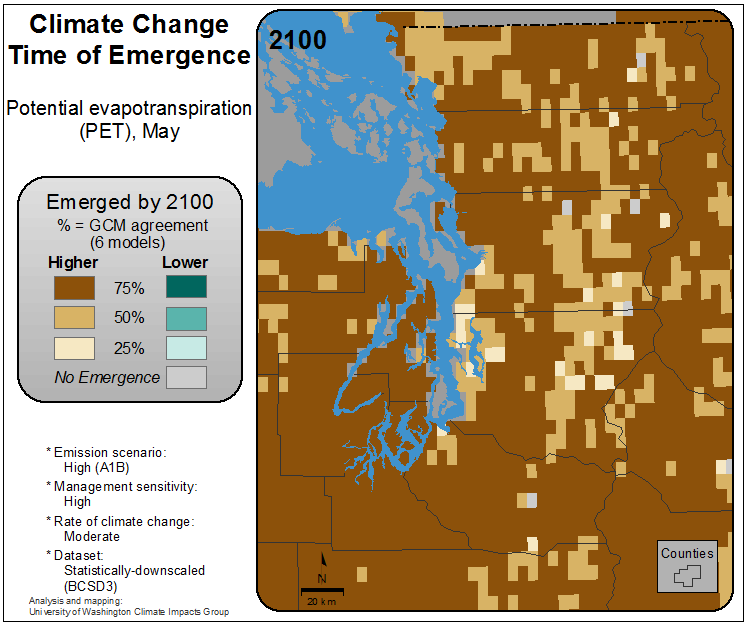 Climate Change
Time of Emergence
Potential evapotranspiration
(PET), May
Emerged by 2100
% = GCM agreement
(6 models)
Higher Lower
75%
50%
25%
No Emergence
* Emission scenario:
High (A1B)
* Management sensitivity:
High
* Rate of climate change:
Moderate
* Dataset:
Statistically-downscaled
(BCSD3)
Analysis and mapping:
University of Washington Climate Impacts Group
2100
N
20 km
Counties